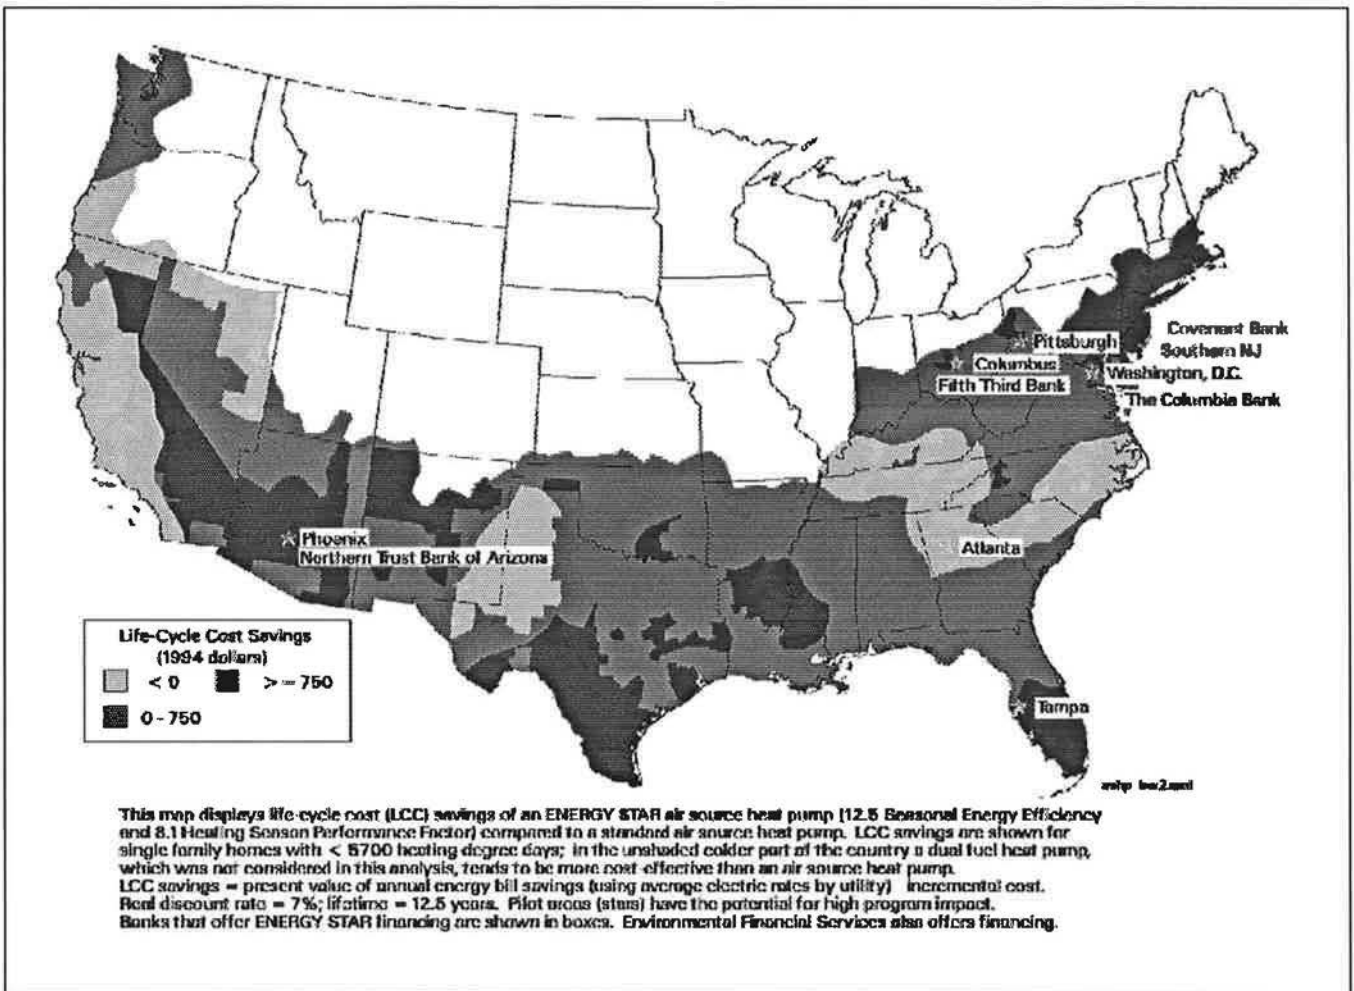 Pittsburgh
Covenant Bank
Southern NJ
Columbus
Fifth Third Bank
Washington, D.C.
The Columbia Bank
Phoenix
Northern Trust Bank of Arizona
Atlanta
Tampa
Life-Cycle Cost Savings
(1994 dollars)
< 0 > = 750
0 - 750
This map displays life-cycle cost (LCC) savings of an ENERGY STAR air source heat pump (12.5 Seasonal Energy Efficiency
and 8.1 Heating Season Performance Factor) compared to a standard air source heat pump. LCC savings are shown for
single family homes with < 5700 heating degree days; in the unshaded colder part of the country a dual fuel heat pump,
which was not considered in this analysis, tends to be more cost-effective than an air source heat pump.
LCC savings = present value of annual energy bill savings (using average electric rates by utility) incremental cost.
Real discount rate = 7%; lifetime = 12.5 years. Pilot areas (stars) have the potential for high program impact.
Banks that offer ENERGY STAR financing are shown in boxes. Environmental Financial Services also offers financing.